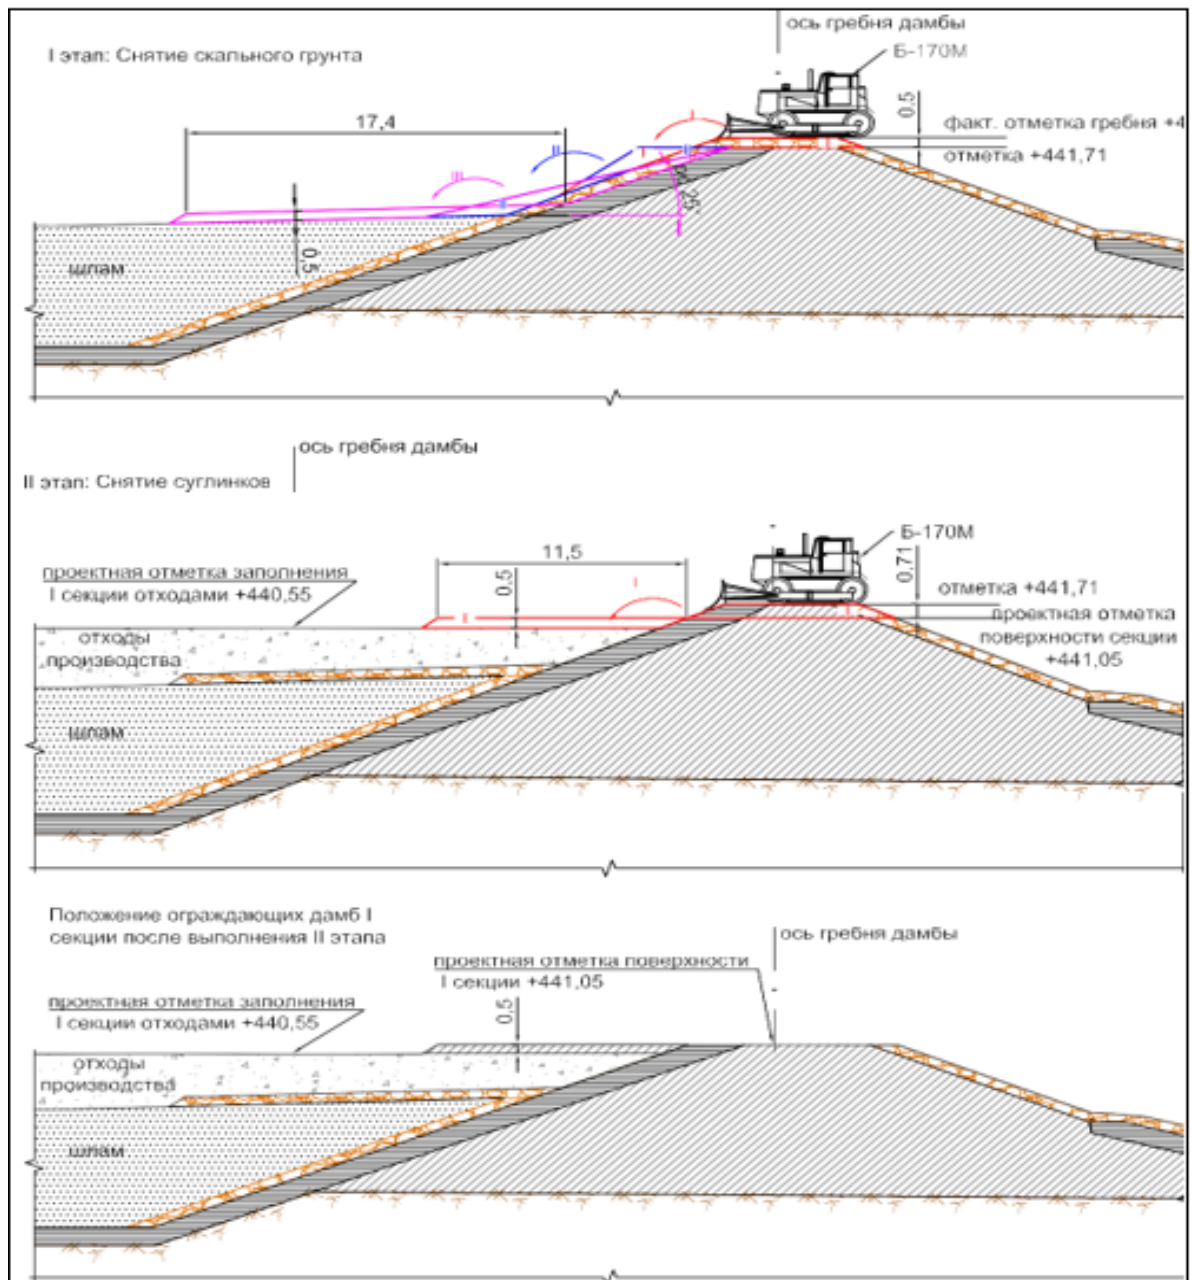 ось гребня дамбы
I этап: Снятие скального грунта
Б-170М
17,4
0.5
факт. отметка гребня +4
отметка +441,71
I
II
III
I
II
II
0,5
шлам
ось гребня дамбы
II этап: Снятие суглинков
Б-170М
11,5
0.5
0.71
проектная отметка заполнения
I секции отходами +440,55
отметка +441,71
проектная отметка
поверхности секции
+441,05
I
I
I
отходы
производства
шлам
Положение ограждающих дамб I
секции после выполнения II этапа
ось гребня дамбы
проектная отметка поверхности
I секции +441,05
проектная отметка заполнения
I секции отходами +440,55
0.5
отходы
производства
шлам